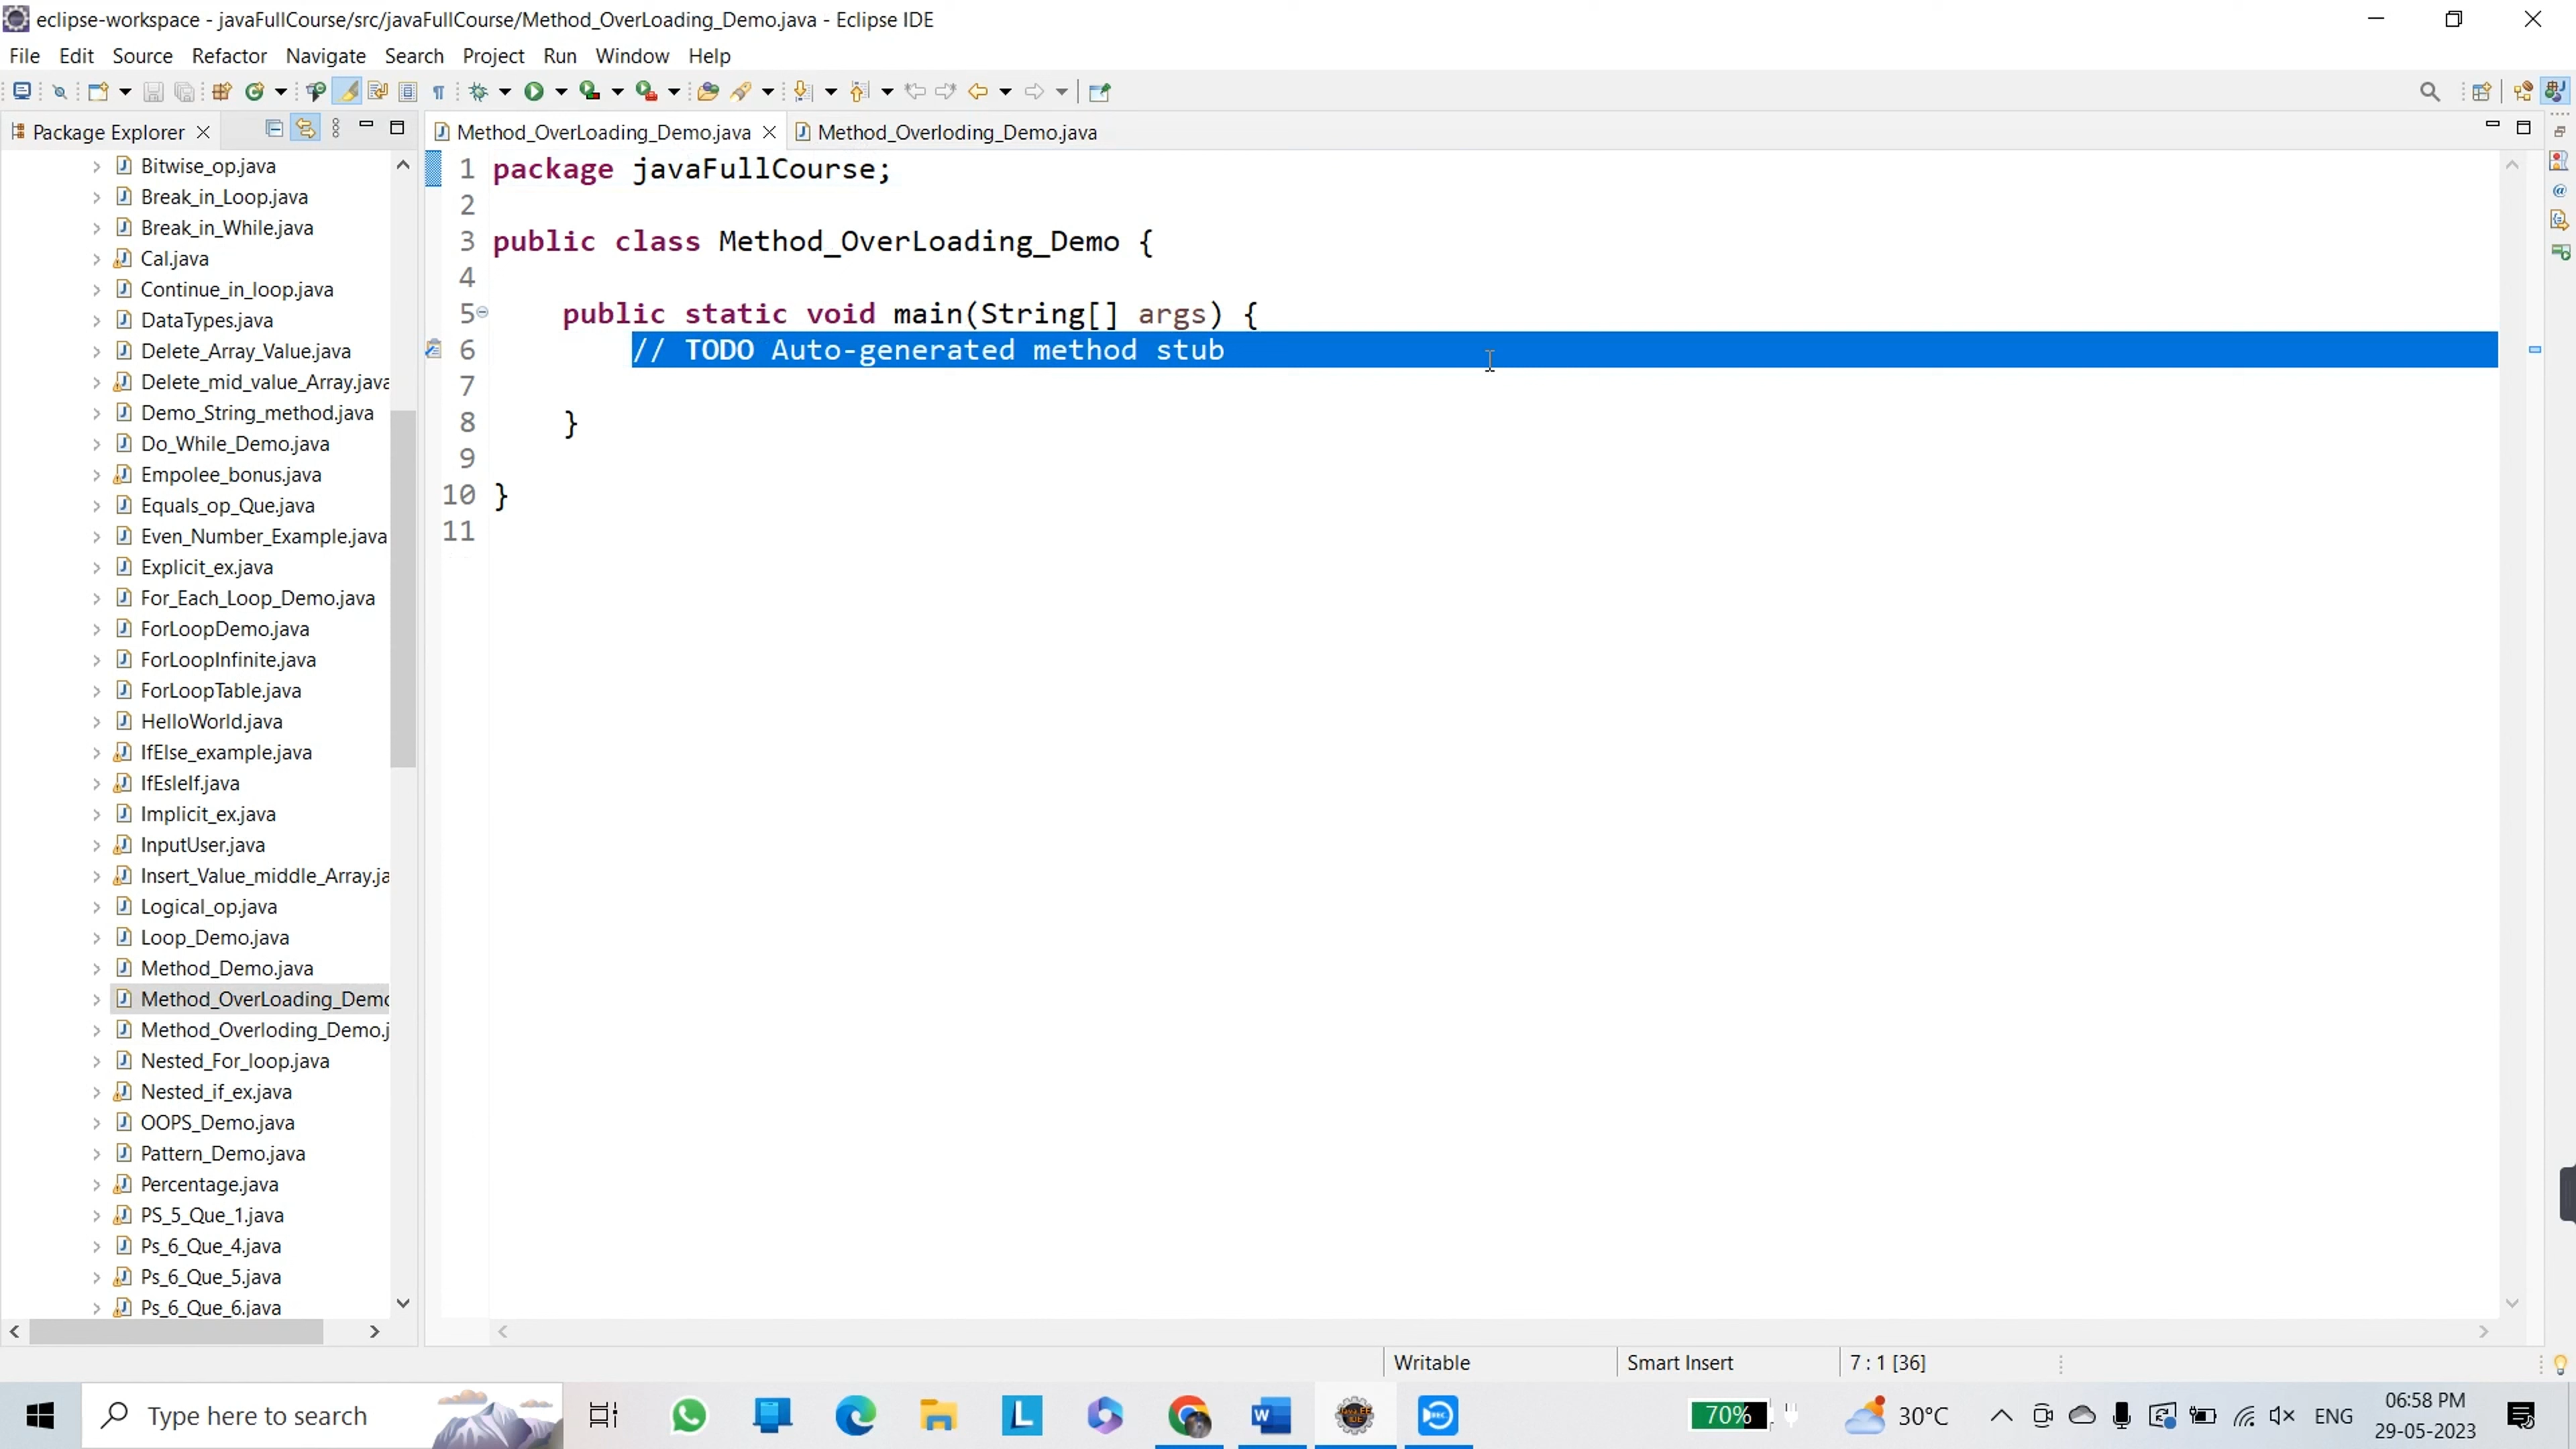 eclipse-workspace - javaFullCourse/src/javaFullCourse/Method_OverLoading_Demo.java - Eclipse IDE
File Edit Source Refactor Navigate Search Project Run Window Help
Package Explorer
Method_OverLoading_Demo.java
Method_Overloding_Demo.java
Bitwise_op.java
Break_in_Loop.java
Break_in_While.java
Cal.java
Continue_in_loop.java
DataTypes.java
Delete_Array_Value.java
Delete_mid_value_Array.java
Demo_String_method.java
Do_While_Demo.java
Empolee_bonus.java
Equals_op_Que.java
Even_Number_Example.java
Explicit_ex.java
For_Each_Loop_Demo.java
ForLoopDemo.java
ForLoopInfinite.java
ForLoopTable.java
HelloWorld.java
IfElse_example.java
IfEsleIf.java
Implicit_ex.java
InputUser.java
Insert_Value_middle_Array.ja
Logical_op.java
Loop_Demo.java
Method_Demo.java
Method_OverLoading_Demo
Method_Overloding_Demo.j
Nested_For_loop.java
Nested_if_ex.java
OOPS_Demo.java
Pattern_Demo.java
Percentage.java
PS_5_Que_1.java
Ps_6_Que_4.java
Ps_6_Que_5.java
Ps_6_Que_6.java
1 package javaFullCourse;
2
3 public class Method_OverLoading_Demo {
4
5 public static void main(String[] args) {
6 // TODO Auto-generated method stub
7
8 }
9
10 }
11
Writable
Smart Insert
7 : 1 [36]
Type here to search
L
W
JAVA EE IDE
REC
70%
30°C
ENG
06:58 PM
29-05-2023